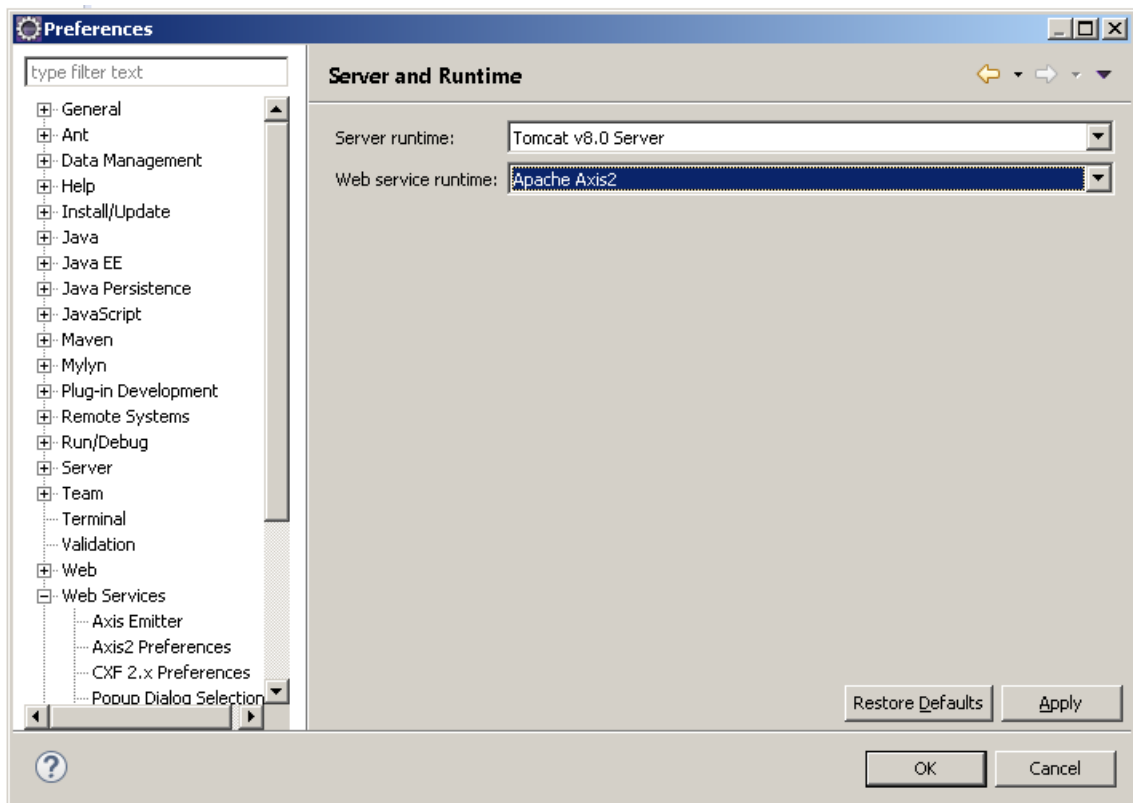 Preferences
type filter text
General
Ant
Data Management
Help
Install/Update
Java
Java EE
Java Persistence
JavaScript
Maven
Mylyn
Plug-in Development
Remote Systems
Run/Debug
Server
Team
Terminal
Validation
Web
Web Services
Axis Emitter
Axis2 Preferences
CXF 2.x Preferences
Popup Dialog Selection
Server and Runtime
Server runtime: Tomcat v8.0 Server
Web service runtime: Apache Axis2
Restore Defaults Apply
? OK Cancel